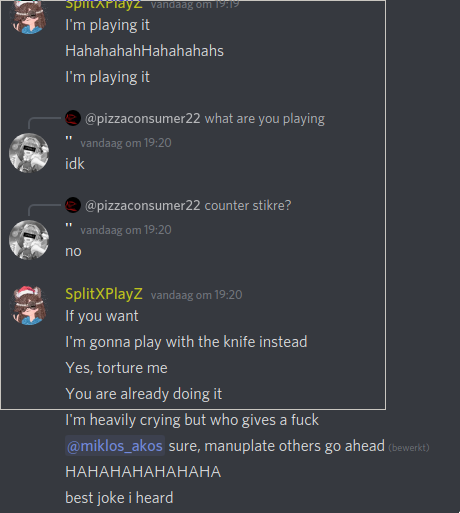 SplitXPlayZ vandaag om 19:19
I'm playing it
HahahahahHahahahahs
I'm playing it
@pizzaconsumer22 what are you playing
'' vandaag om 19:20
idk
@pizzaconsumer22 counter stikre?
'' vandaag om 19:20
no
SplitXPlayZ vandaag om 19:20
If you want
I'm gonna play with the knife instead
Yes, torture me
You are already doing it
I'm heavily crying but who gives a fuck
@miklos_akos sure, manuplate others go ahead (bewerkt)
HAHAHAHAHAHAHA
best joke i heard